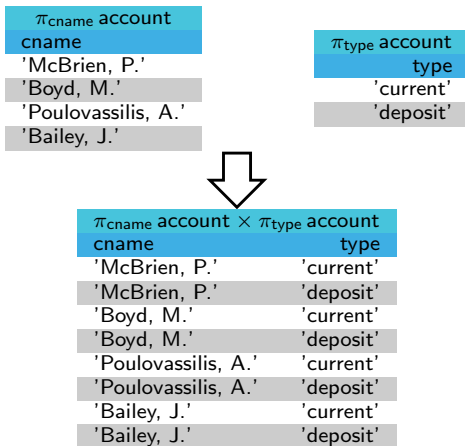 πcname account
cname
'McBrien, P.'
'Boyd, M.'
'Poulovassilis, A.'
'Bailey, J.'
πtype account
type
'current'
'deposit'
πcname account × πtype account
cname type
'McBrien, P.' 'current'
'McBrien, P.' 'deposit'
'Boyd, M.' 'current'
'Boyd, M.' 'deposit'
'Poulovassilis, A.' 'current'
'Poulovassilis, A.' 'deposit'
'Bailey, J.' 'current'
'Bailey, J.' 'deposit'